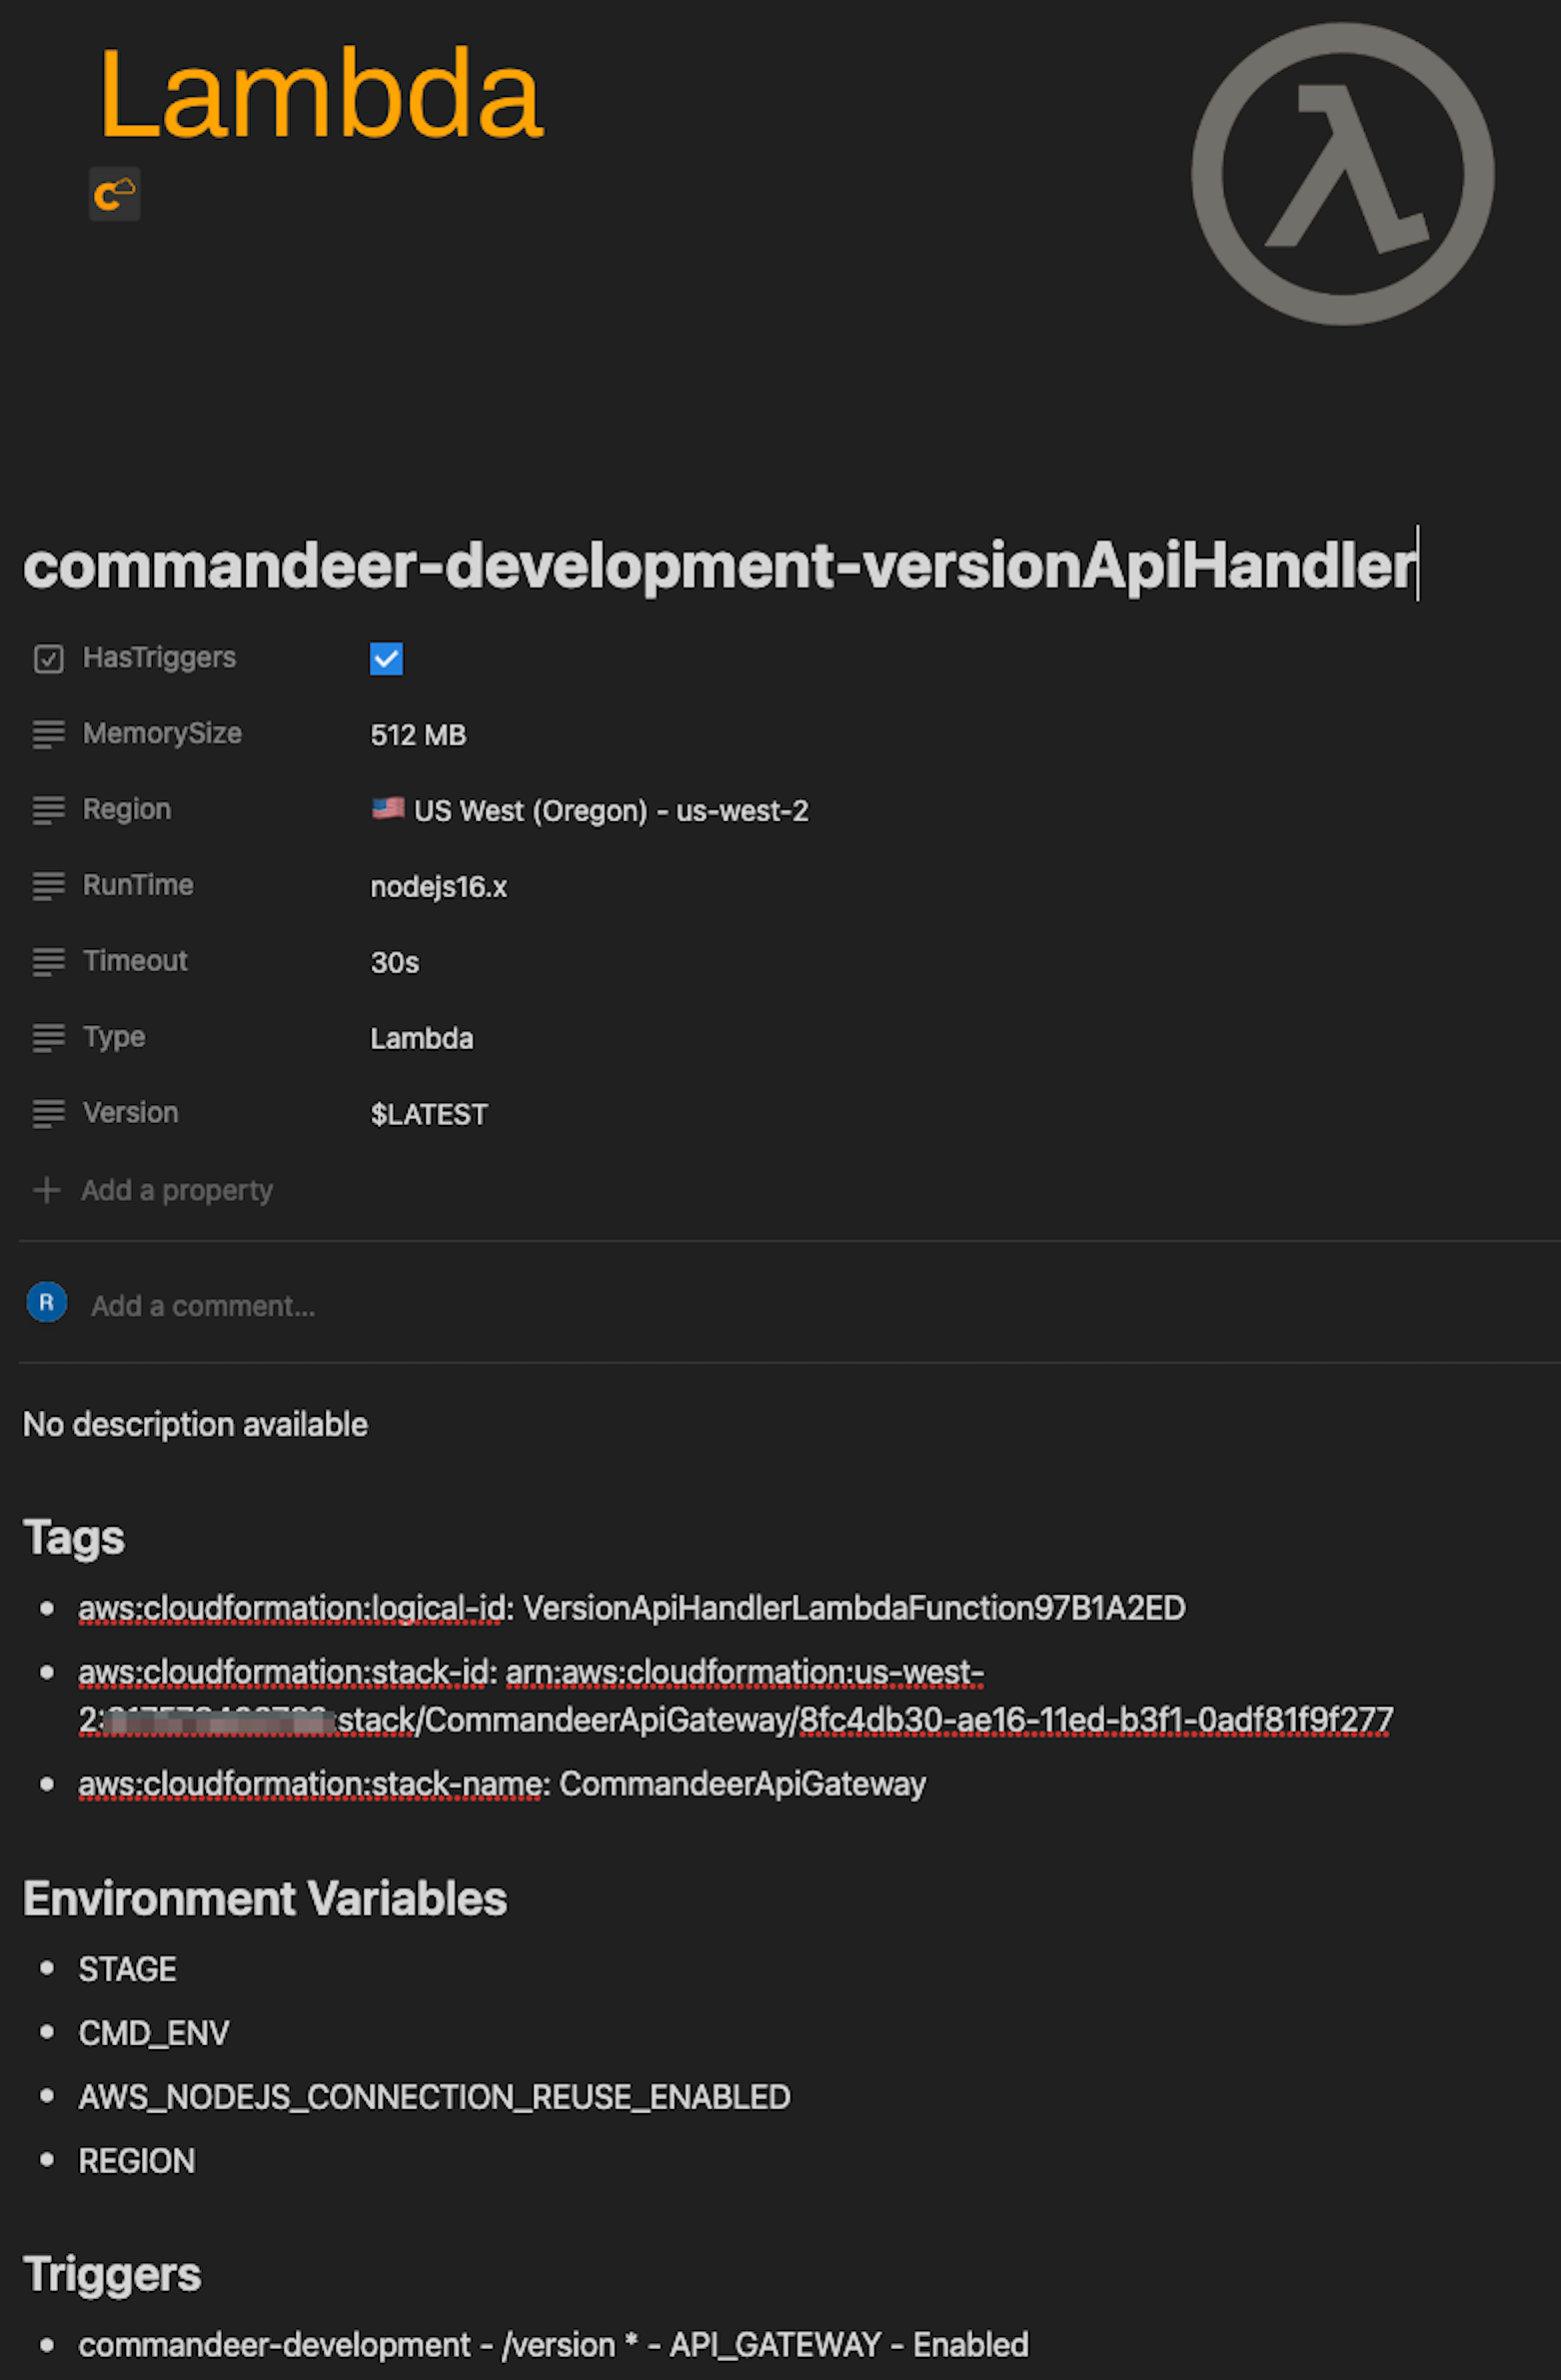 Lambda
commandeer-development-versionApiHandler
HasTriggers
MemorySize 512 MB
Region 🇺🇸 US West (Oregon) - us-west-2
RunTime nodejs16.x
Timeout 30s
Type Lambda
Version $LATEST
+ Add a property
R Add a comment...
No description available
Tags
• aws:cloudformation:logical-id: VersionApiHandlerLambdaFunction97B1A2ED
• aws:cloudformation:stack-id: arn:aws:cloudformation:us-west-
2: :stack/CommandeerApiGateway/8fc4db30-ae16-11ed-b3f1-0adf81f9f277
• aws:cloudformation:stack-name: CommandeerApiGateway
Environment Variables
• STAGE
• CMD_ENV
• AWS_NODEJS_CONNECTION_REUSE_ENABLED
• REGION
Triggers
• commandeer-development - /version * - API_GATEWAY - Enabled